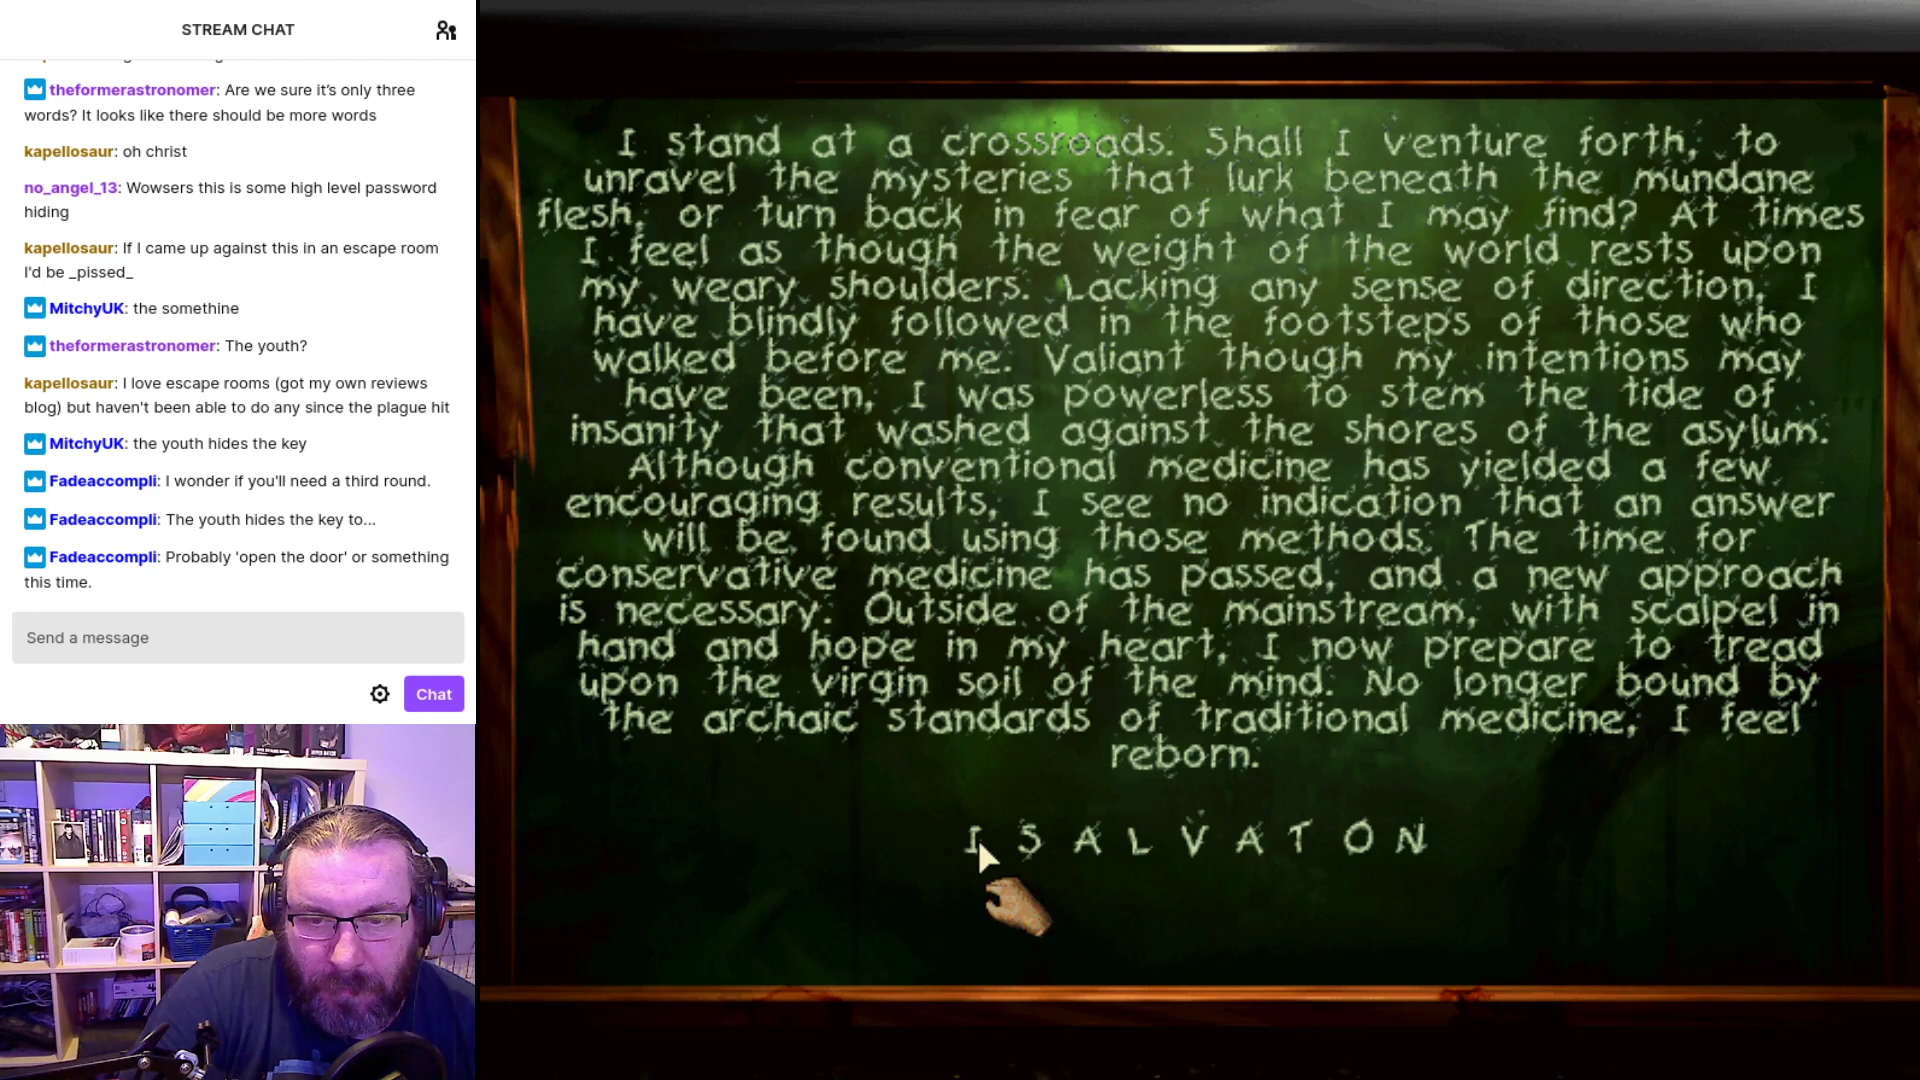 STREAM CHAT
theformerastronomer: Are we sure it's only three
words? It looks like there should be more words
kapellosaur: oh christ
no_angel_13: Wowsers this is some high level password
hiding
kapellosaur: If I came up against this in an escape room
I'd be _pissed_
MitchyUK: the somethine
theformerastronomer: The youth?
kapellosaur: I love escape rooms (got my own reviews
blog) but haven't been able to do any since the plague hit
MitchyUK: the youth hides the key
Fadeaccompli: I wonder if you'll need a third round.
Fadeaccompli: The youth hides the key to...
Fadeaccompli: Probably 'open the door' or something
this time.
Send a message
Chat
I stand at a crossroads. Shall I venture forth, to
unravel the mysteries that lurk beneath the mundane
flesh, or turn back in fear of what I may find? At times
I feel as though the weight of the world rests upon
my weary shoulders. Lacking any sense of direction, I
have blindly followed in the footsteps of those who
walked before me. Valiant though my intentions may
have been, I was powerless to stem the tide of
insanity that washed against the shores of the asylum.
Although conventional medicine has yielded a few
encouraging results, I see no indication that an answer
will be found using those methods. The time for
conservative medicine has passed, and a new approach
is necessary. Outside of the mainstream, with scalpel in
hand and hope in my heart, I now prepare to tread
upon the virgin soil of the mind. No longer bound by
the archaic standards of traditional medicine, I feel
reborn.
I S A L V A T O N